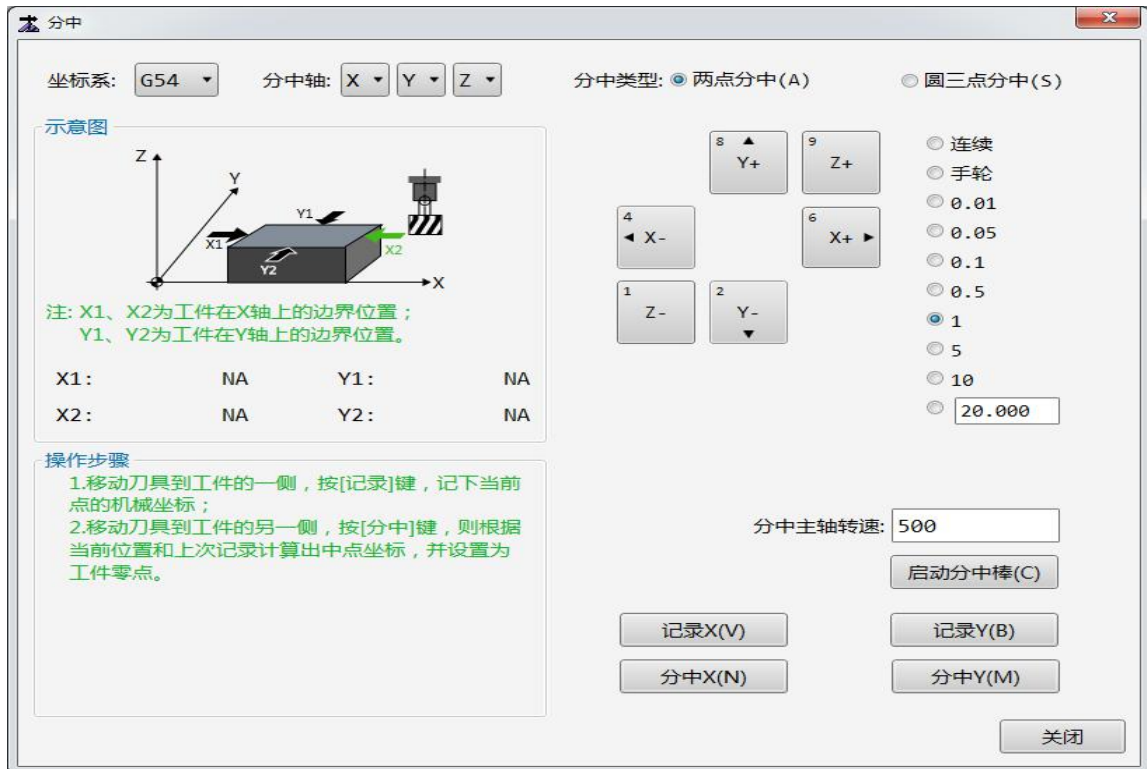 分中
坐标系: G54 分中轴: X Y Z 分中类型: 两点分中(A) 圆三点分中(S)
示意图
Z
Y
Y1
X1
X2
Y2
X
注: X1、X2为工件在X轴上的边界位置；
Y1、Y2为工件在Y轴上的边界位置。
X1: NA Y1: NA
X2: NA Y2: NA
操作步骤
1.移动刀具到工件的一侧，按[记录]键，记下当前
点的机械坐标；
2.移动刀具到工件的另一侧，按[分中]键，则根据
当前位置和上次记录计算出中点坐标，并设置为
工件零点。
8 Y+
9 Z+
4 X-
6 X+
1 Z-
2 Y-
连续
手轮
0.01
0.05
0.1
0.5
1
5
10
20.000
分中主轴转速: 500
启动分中棒(C)
记录X(V) 记录Y(B)
分中X(N) 分中Y(M)
关闭